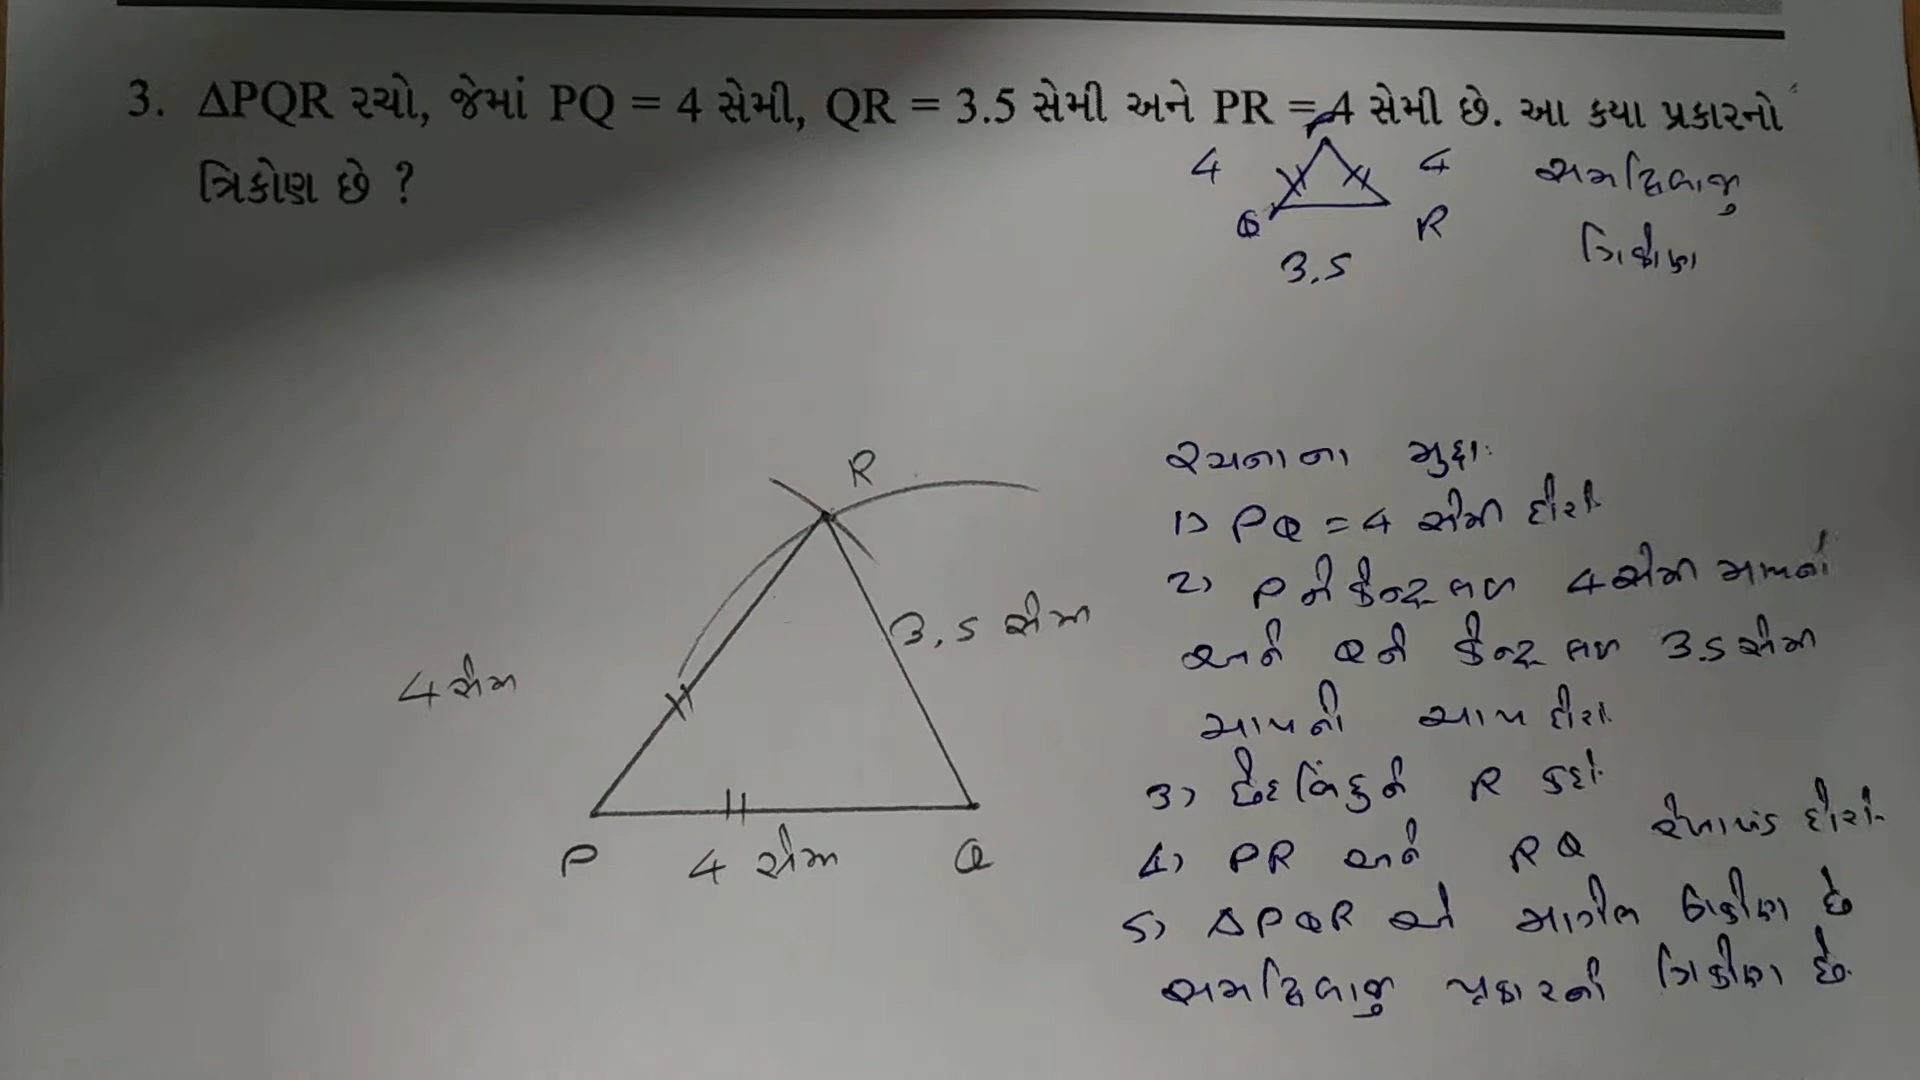 3. ΔPQR રચો, જેમાં PQ = 4 સેમી, QR = 3.5 સેમી અને PR = 4 સેમી છે. આ કયા પ્રકારનો
ત્રિકોણ છે ?
4 4 સમદ્વિબાજુ
Q R ત્રિકોણ
3.5
રચનાના મુદ્દા:
R
1) PQ = 4 સેમી દોરો.
2) P ને કેન્દ્ર લઈ 4 સેમી માપનો
3.5 સેમી
અને Q ને કેન્દ્ર લઈ 3.5 સેમી
4 સેમી
માપની ચાપ દોરો.
3) છેદબિંદુને R કહો.
4) PR અને RQ રેખાખંડ દોરો.
P 4 સેમી Q
5) ΔPQR એ માગેલ ત્રિકોણ છે
સમદ્વિબાજુ પ્રકારનો ત્રિકોણ છે.